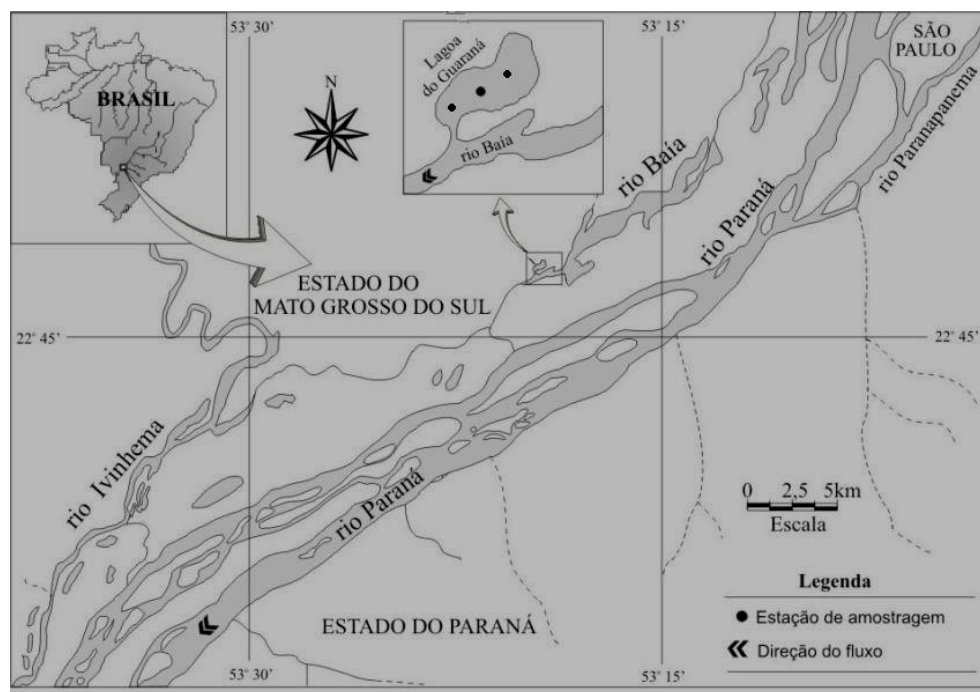 53° 30'
53° 15'
BRASIL
N
Lagoa
do Guaraná
rio Baía
SÃO
PAULO
rio Paranapanema
rio Baía
rio Paraná
ESTADO DO
MATO GROSSO DO SUL
22° 45'
22° 45'
rio Ivinhema
rio Paraná
0 2,5 5km
Escala
ESTADO DO PARANÁ
Legenda
Estação de amostragem
Direção do fluxo
53° 30'
53° 15'